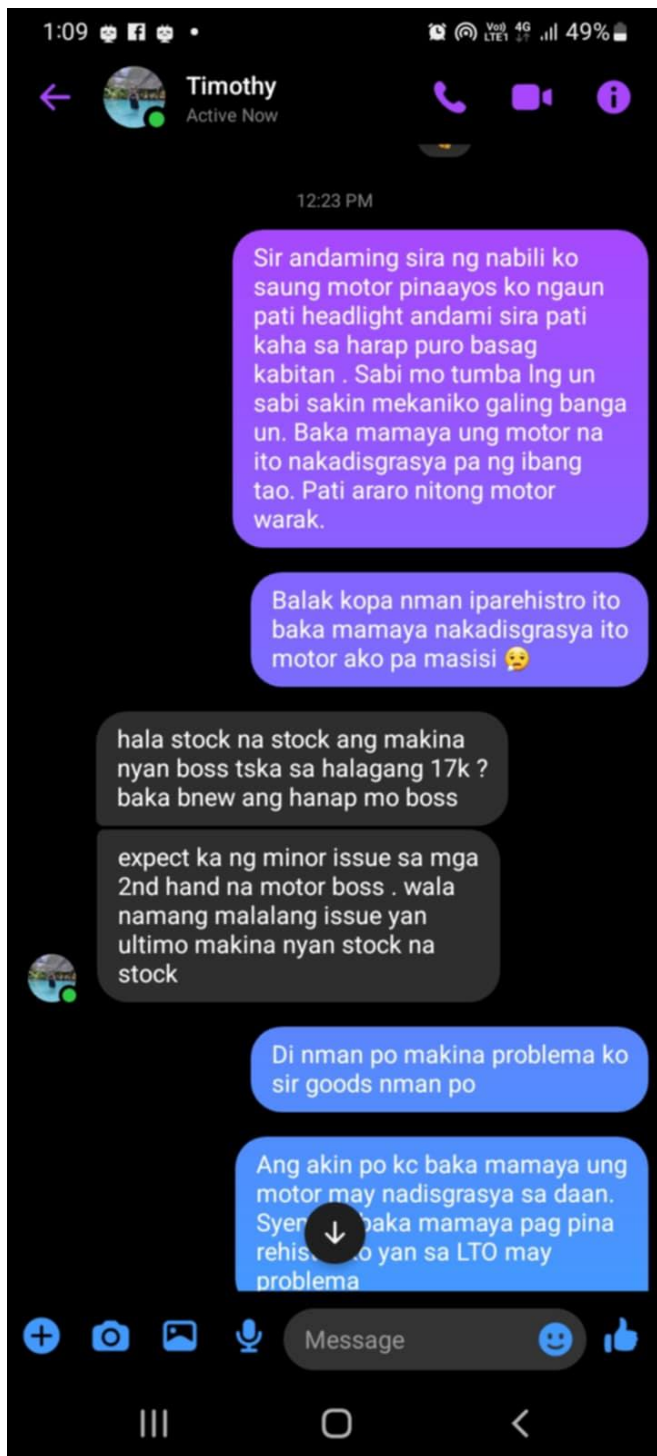 1:09
Voı) 4G
LTE1 49%
Timothy
Active Now
12:23 PM
Sir andaming sira ng nabili ko
saung motor pinaayos ko ngaun
pati headlight andami sira pati
kaha sa harap puro basag
kabitan . Sabi mo tumba lng un
sabi sakin mekaniko galing banga
un. Baka mamaya ung motor na
ito nakadisgrasya pa ng ibang
tao. Pati araro nitong motor
warak.
Balak kopa nman iparehistro ito
baka mamaya nakadisgrasya ito
motor ako pa masisi 😥
hala stock na stock ang makina
nyan boss tska sa halagang 17k ?
baka bnew ang hanap mo boss
expect ka ng minor issue sa mga
2nd hand na motor boss . wala
namang malalang issue yan
ultimo makina nyan stock na
stock
Di nman po makina problema ko
sir goods nman po
Ang akin po kc baka mamaya ung
motor may nadisgrasya sa daan.
baka mamaya pag pina
yan sa LTO may
problema
Message